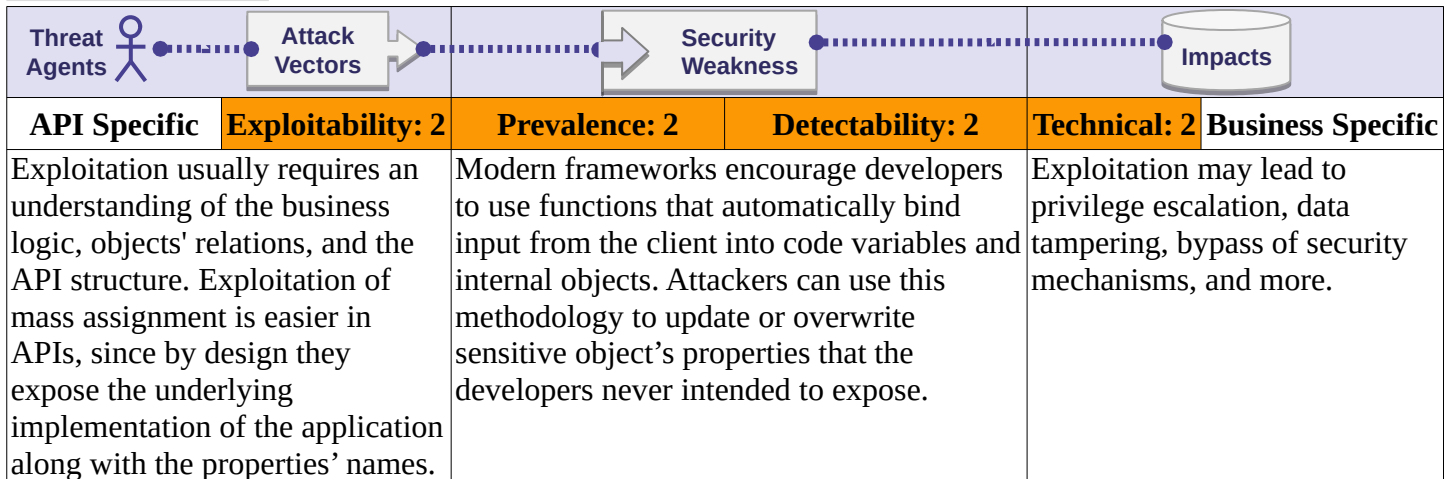 Threat
Agents
Attack
Vectors
Security
Weakness
Impacts
API Specific
Exploitability: 2
Prevalence: 2
Detectability: 2
Technical: 2
Business Specific
Exploitation usually requires an
understanding of the business
logic, objects' relations, and the
API structure. Exploitation of
mass assignment is easier in
APIs, since by design they
expose the underlying
implementation of the application
along with the properties’ names.
Modern frameworks encourage developers
to use functions that automatically bind
input from the client into code variables and
internal objects. Attackers can use this
methodology to update or overwrite
sensitive object’s properties that the
developers never intended to expose.
Exploitation may lead to
privilege escalation, data
tampering, bypass of security
mechanisms, and more.